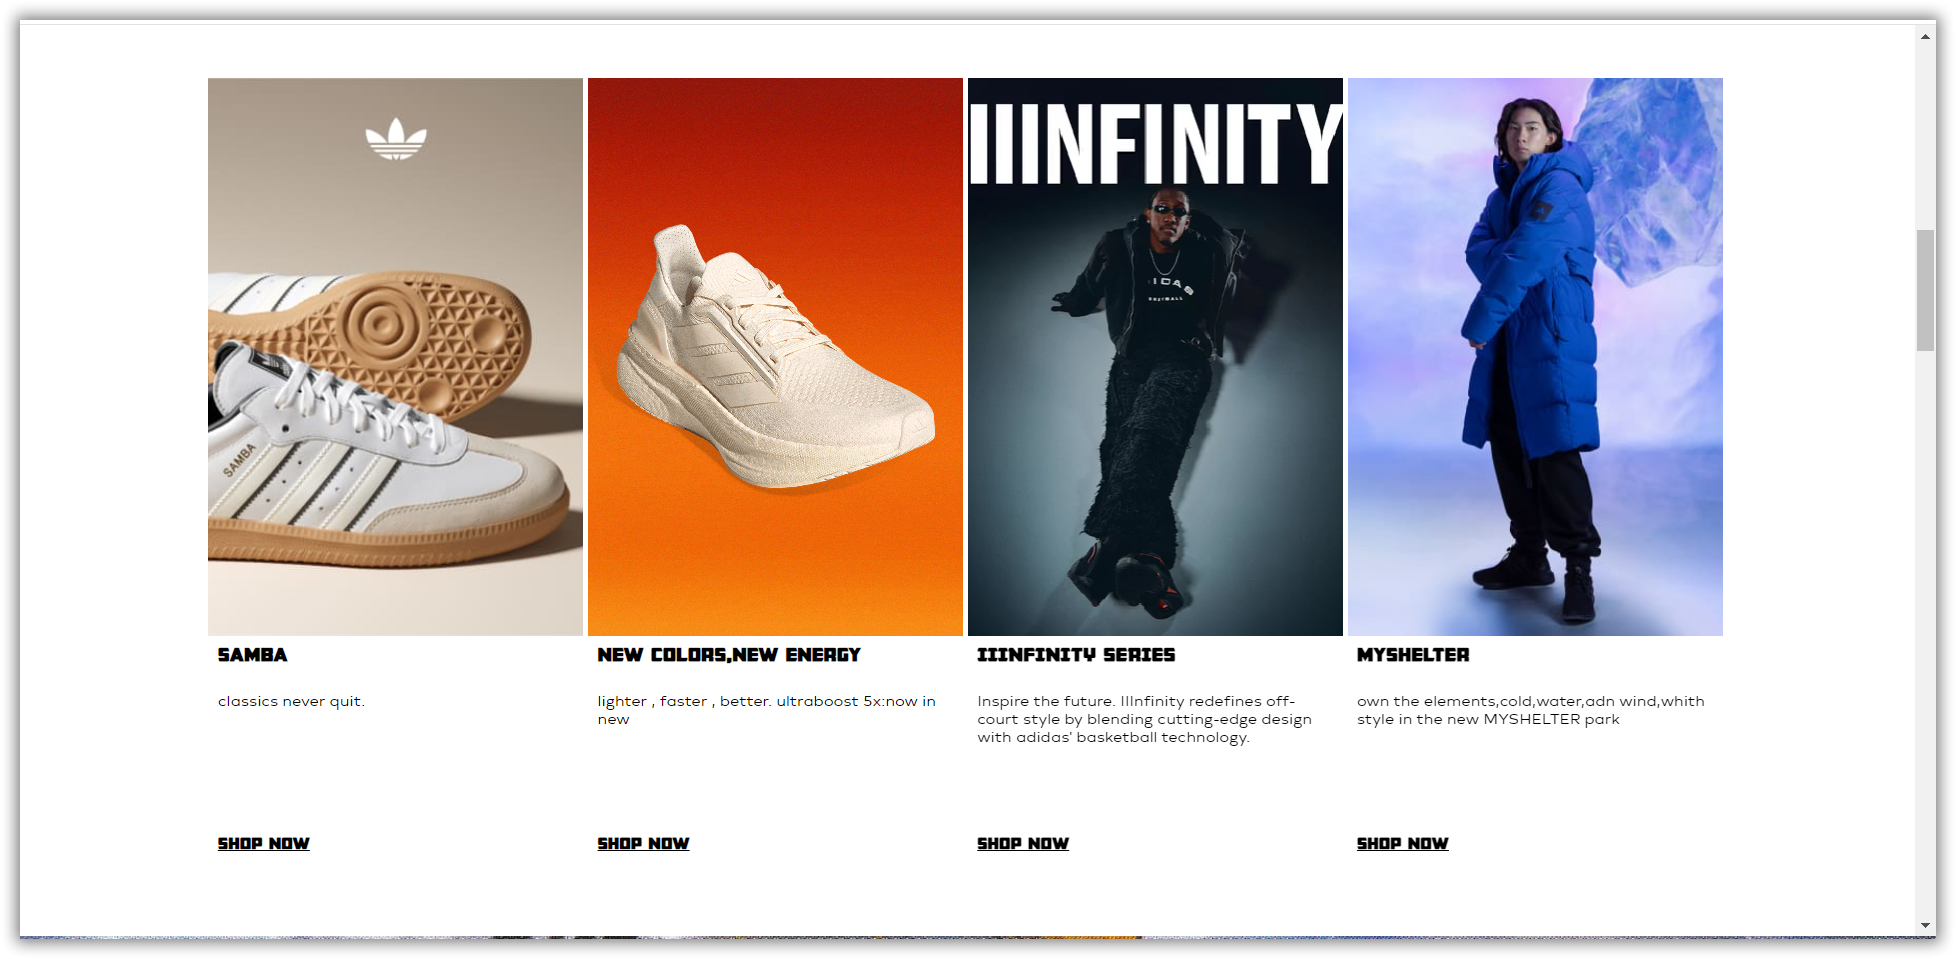 IIINFINITY
SAMBA
ADIDAS
SAMBA
classics never quit.
SHOP NOW
NEW COLORS,NEW ENERGY
lighter , faster , better. ultraboost 5x:now in
new
SHOP NOW
IIINFINITY SERIES
Inspire the future. IIInfinity redefines off-
court style by blending cutting-edge design
with adidas' basketball technology.
SHOP NOW
MYSHELTER
own the elements,cold,water,adn wind,whith
style in the new MYSHELTER park
SHOP NOW